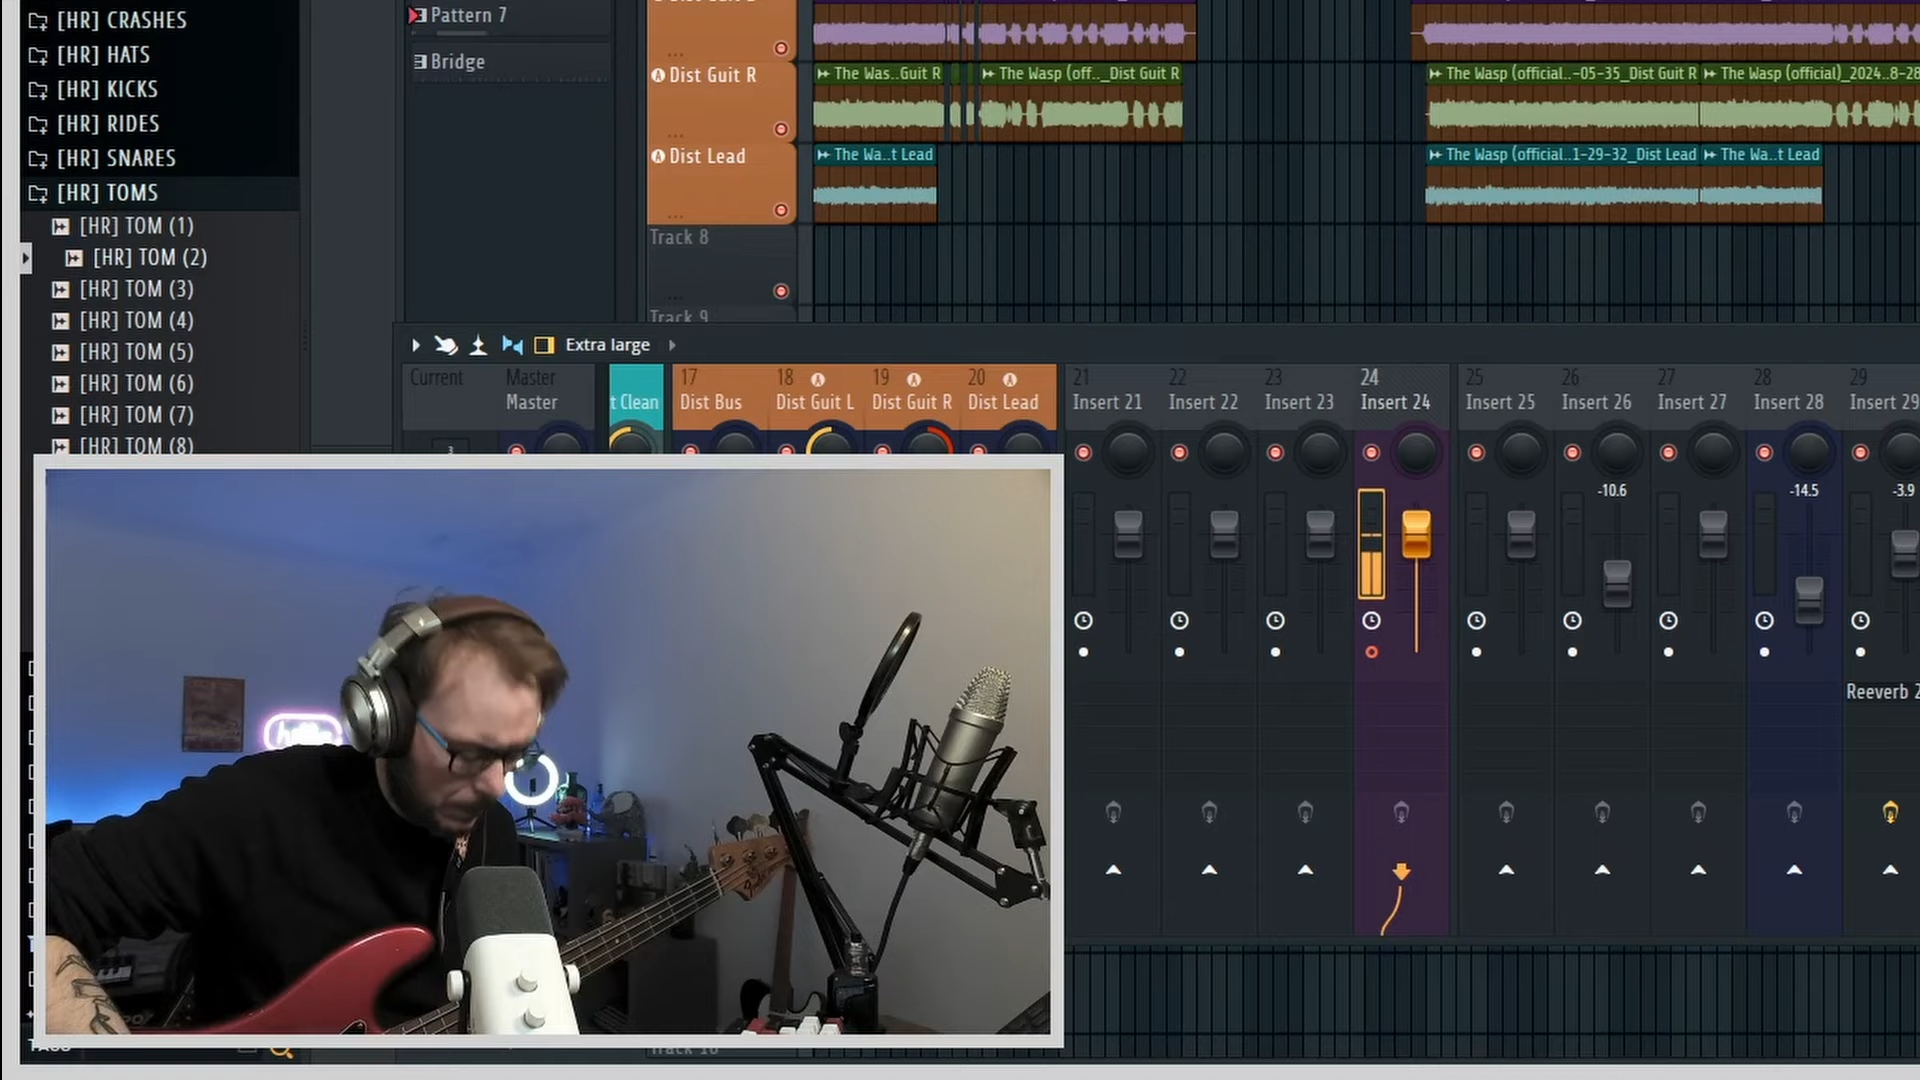 [HR] CRASHES
[HR] HATS
[HR] KICKS
[HR] RIDES
[HR] SNARES
[HR] TOMS
[HR] TOM (1)
[HR] TOM (2)
[HR] TOM (3)
[HR] TOM (4)
[HR] TOM (5)
[HR] TOM (6)
[HR] TOM (7)
[HR] TOM (8)
Pattern 7
Bridge
Dist Guit R
The Was..Guit R
The Wasp (off.._Dist Guit R
The Wasp (official..-05-35_Dist Guit R
The Wasp (official)_2024..8-28
Dist Lead
The Wa..t Lead
The Wasp (official..1-29-32_Dist Lead
The Wa..t Lead
Track 8
Track 9
Extra large
Current
Master
Master
t Clean
17
Dist Bus
18
Dist Guit L
19
Dist Guit R
20
Dist Lead
21
Insert 21
22
Insert 22
23
Insert 23
24
Insert 24
25
Insert 25
26
Insert 26
27
Insert 27
28
Insert 28
29
Insert 29
3
-10.6
-14.5
-3.9
Reeverb 2
hello
TAGS
Track 16